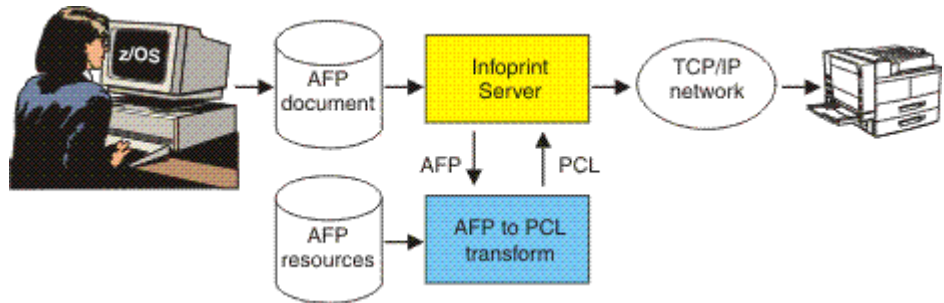 z/OS
AFP
document
Infoprint
Server
TCP/IP
network
AFP
PCL
AFP
resources
AFP to PCL
transform